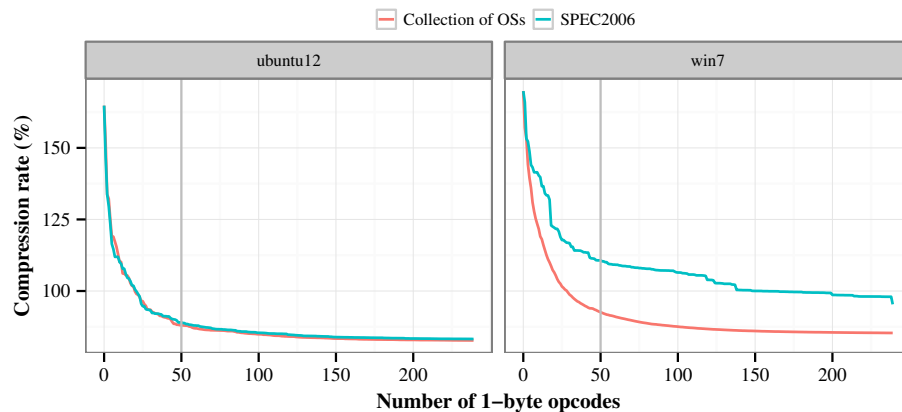 Collection of OSs SPEC2006
ubuntu12 win7
Compression rate (%)
150
125
100
0 50 100 150 200 0 50 100 150 200
Number of 1−byte opcodes